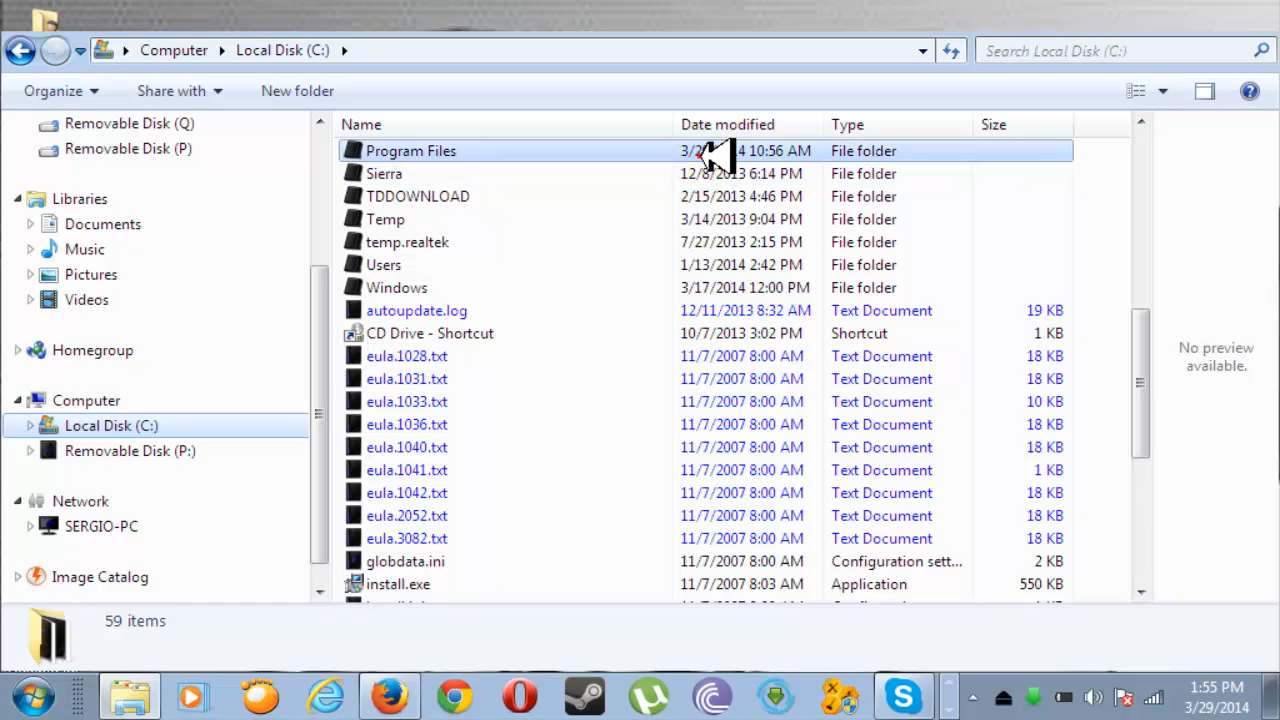 Computer Local Disk (C:) Search Local Disk (C:)
Organize Share with New folder
Removable Disk (Q)
Removable Disk (P)
Libraries
Documents
Music
Pictures
Videos
Homegroup
Computer
Local Disk (C:)
Removable Disk (P:)
Network
SERGIO-PC
Image Catalog
Name Date modified Type Size
Program Files 10:56 AM File folder
Sierra 6:14 PM File folder
TDDOWNLOAD 2/15/2013 4:46 PM File folder
Temp 3/14/2013 9:04 PM File folder
temp.realtek 7/27/2013 2:15 PM File folder
Users 1/13/2014 2:42 PM File folder
Windows 3/17/2014 12:00 PM File folder
autoupdate.log 12/11/2013 8:32 AM Text Document 19 KB
CD Drive - Shortcut 10/7/2013 3:02 PM Shortcut 1 KB
eula.1028.txt 11/7/2007 8:00 AM Text Document 18 KB
eula.1031.txt 11/7/2007 8:00 AM Text Document 18 KB
eula.1033.txt 11/7/2007 8:00 AM Text Document 10 KB
eula.1036.txt 11/7/2007 8:00 AM Text Document 18 KB
eula.1040.txt 11/7/2007 8:00 AM Text Document 18 KB
eula.1041.txt 11/7/2007 8:00 AM Text Document 1 KB
eula.1042.txt 11/7/2007 8:00 AM Text Document 18 KB
eula.2052.txt 11/7/2007 8:00 AM Text Document 18 KB
eula.3082.txt 11/7/2007 8:00 AM Text Document 18 KB
globdata.ini 11/7/2007 8:00 AM Configuration sett... 2 KB
install.exe 11/7/2007 8:03 AM Application 550 KB
No preview
available.
59 items
1:55 PM
3/29/2014